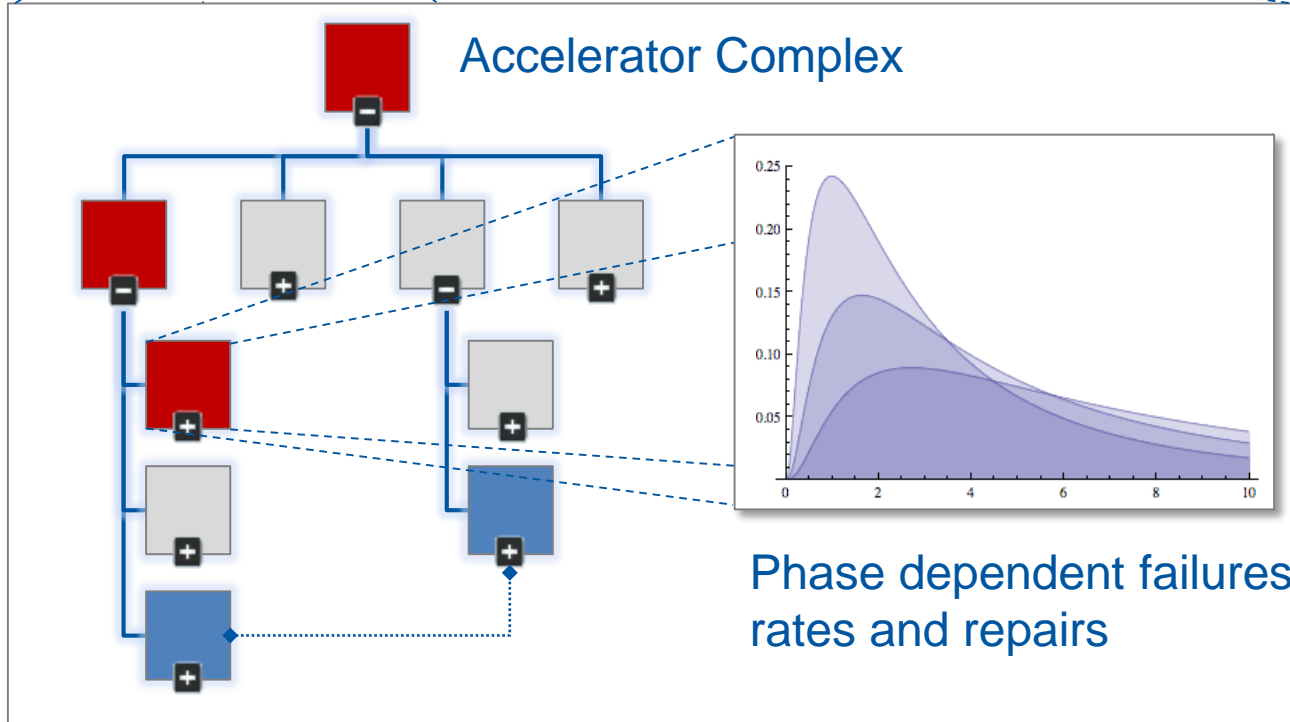 Accelerator Complex
0.25
0.20
0.15
0.10
0.05
0 2 4 6 8 10
Phase dependent failures
rates and repairs